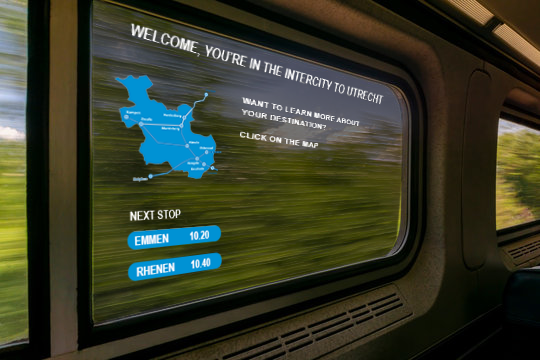 WELCOME, YOU'RE IN THE INTERCITY TO UTRECHT
WANT TO LEARN MORE ABOUT
YOUR DESTINATION?
CLICK ON THE MAP
NEXT STOP
EMMEN 10.20
RHENEN 10.40